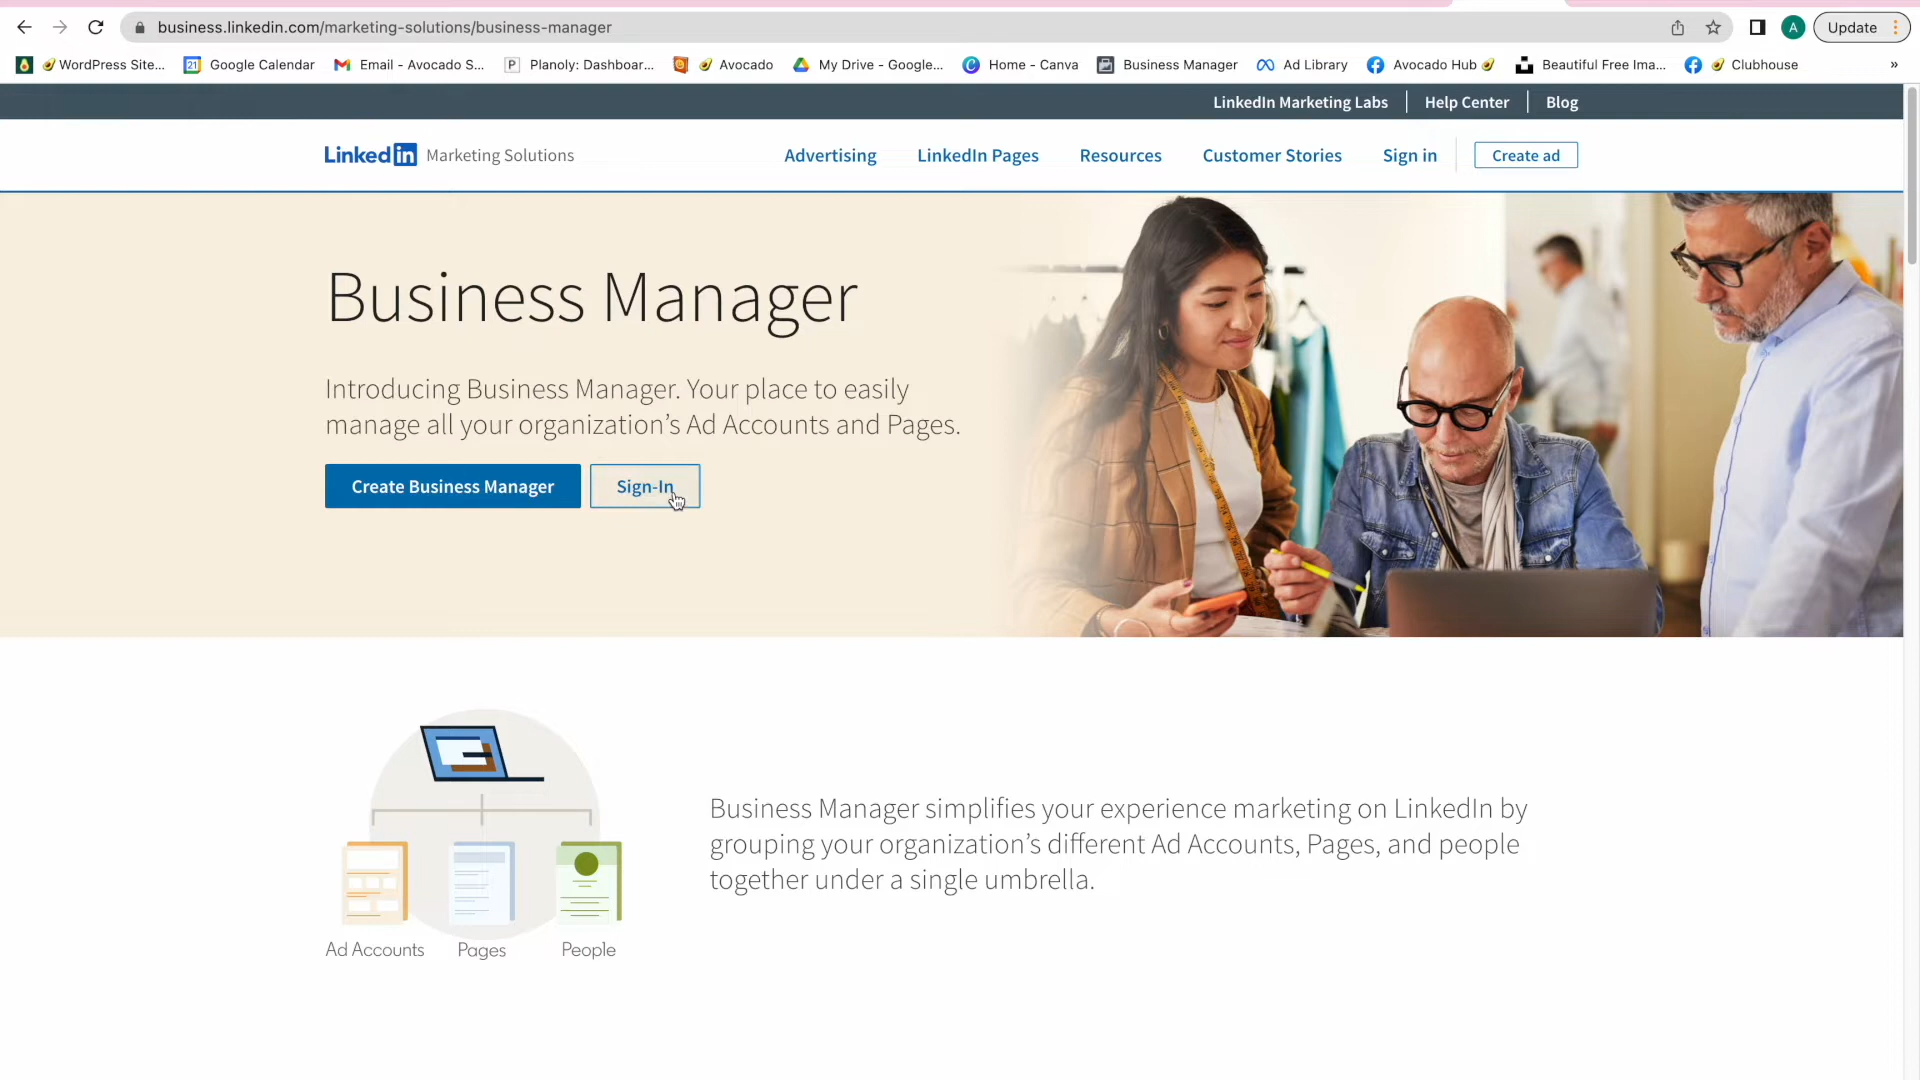 business.linkedin.com/marketing-solutions/business-manager
A
Update
WordPress Site...
21
Google Calendar
Email - Avocado S...
P
Planoly: Dashboar...
Avocado
My Drive - Google...
C
Home - Canva
Business Manager
Ad Library
Avocado Hub
Beautiful Free Ima...
Clubhouse
»
LinkedIn Marketing Labs
Help Center
Blog
Linkedin Marketing Solutions
Advertising
LinkedIn Pages
Resources
Customer Stories
Sign in
Create ad
Business Manager
Introducing Business Manager. Your place to easily
manage all your organization's Ad Accounts and Pages.
Create Business Manager
Sign-In
Business Manager simplifies your experience marketing on LinkedIn by
grouping your organization's different Ad Accounts, Pages, and people
together under a single umbrella.
Ad Accounts
Pages
People